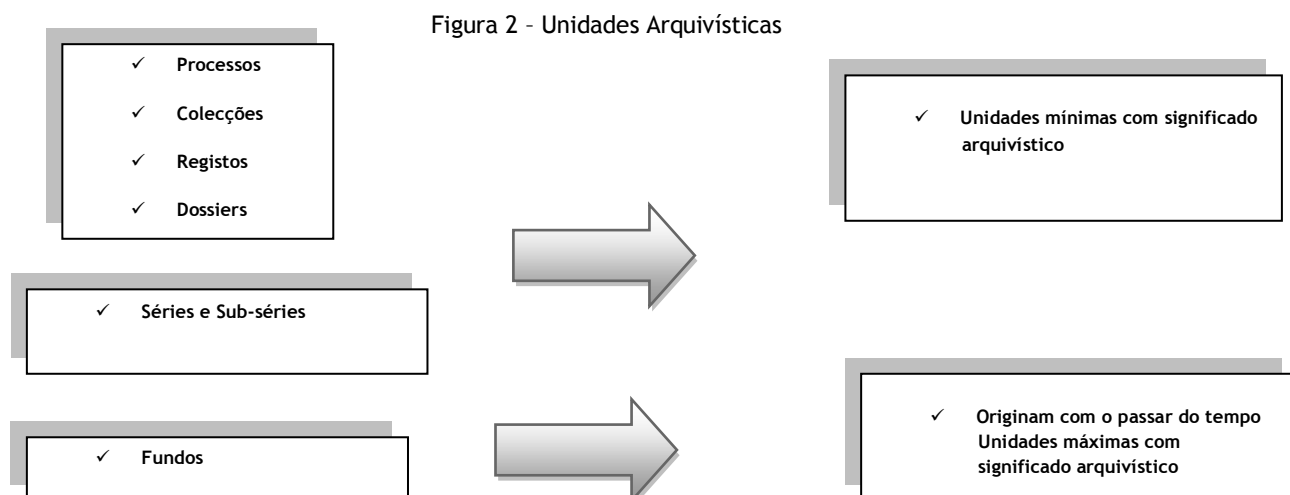 Figura 2 – Unidades Arquivísticas
✓ Processos
✓ Colecções
✓ Registos
✓ Dossiers
✓ Unidades mínimas com significado
arquivístico
✓ Séries e Sub-séries
✓ Fundos
✓ Originam com o passar do tempo
Unidades máximas com
significado arquivístico